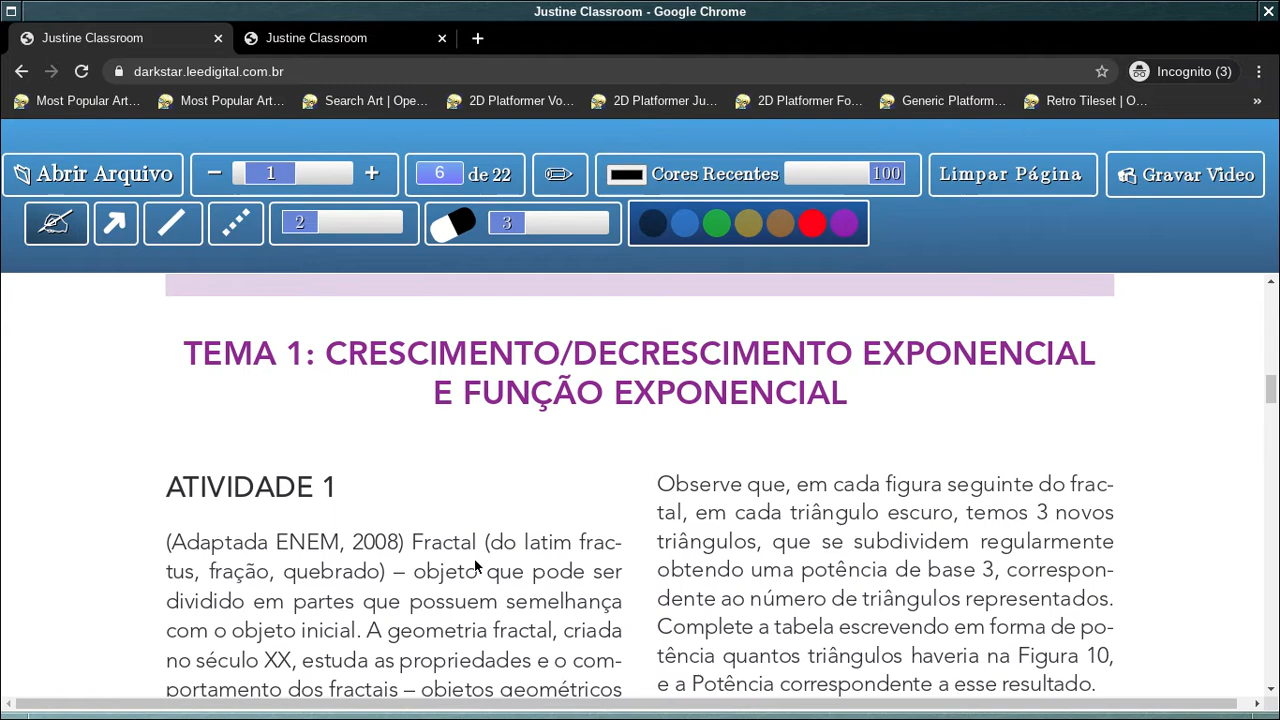 Justine Classroom - Google Chrome
Justine Classroom
Justine Classroom
darkstar.leedigital.com.br
Incognito (3)
Most Popular Art…
Most Popular Art…
Search Art | Ope…
2D Platformer Vo…
2D Platformer Ju…
2D Platformer Fo…
Generic Platform…
Retro Tileset | O…
»
Abrir Arquivo
− 1 +
6 de 22
Cores Recentes 100
Limpar Página
Gravar Video
2
3
TEMA 1: CRESCIMENTO/DECRESCIMENTO EXPONENCIAL
E FUNÇÃO EXPONENCIAL
ATIVIDADE 1
(Adaptada ENEM, 2008) Fractal (do latim frac-
tus, fração, quebrado) – objeto que pode ser
dividido em partes que possuem semelhança
com o objeto inicial. A geometria fractal, criada
no século XX, estuda as propriedades e o com-
portamento dos fractais – objetos geométricos
Observe que, em cada figura seguinte do frac-
tal, em cada triângulo escuro, temos 3 novos
triângulos, que se subdividem regularmente
obtendo uma potência de base 3, correspon-
dente ao número de triângulos representados.
Complete a tabela escrevendo em forma de po-
tência quantos triângulos haveria na Figura 10,
e a Potência correspondente a esse resultado.